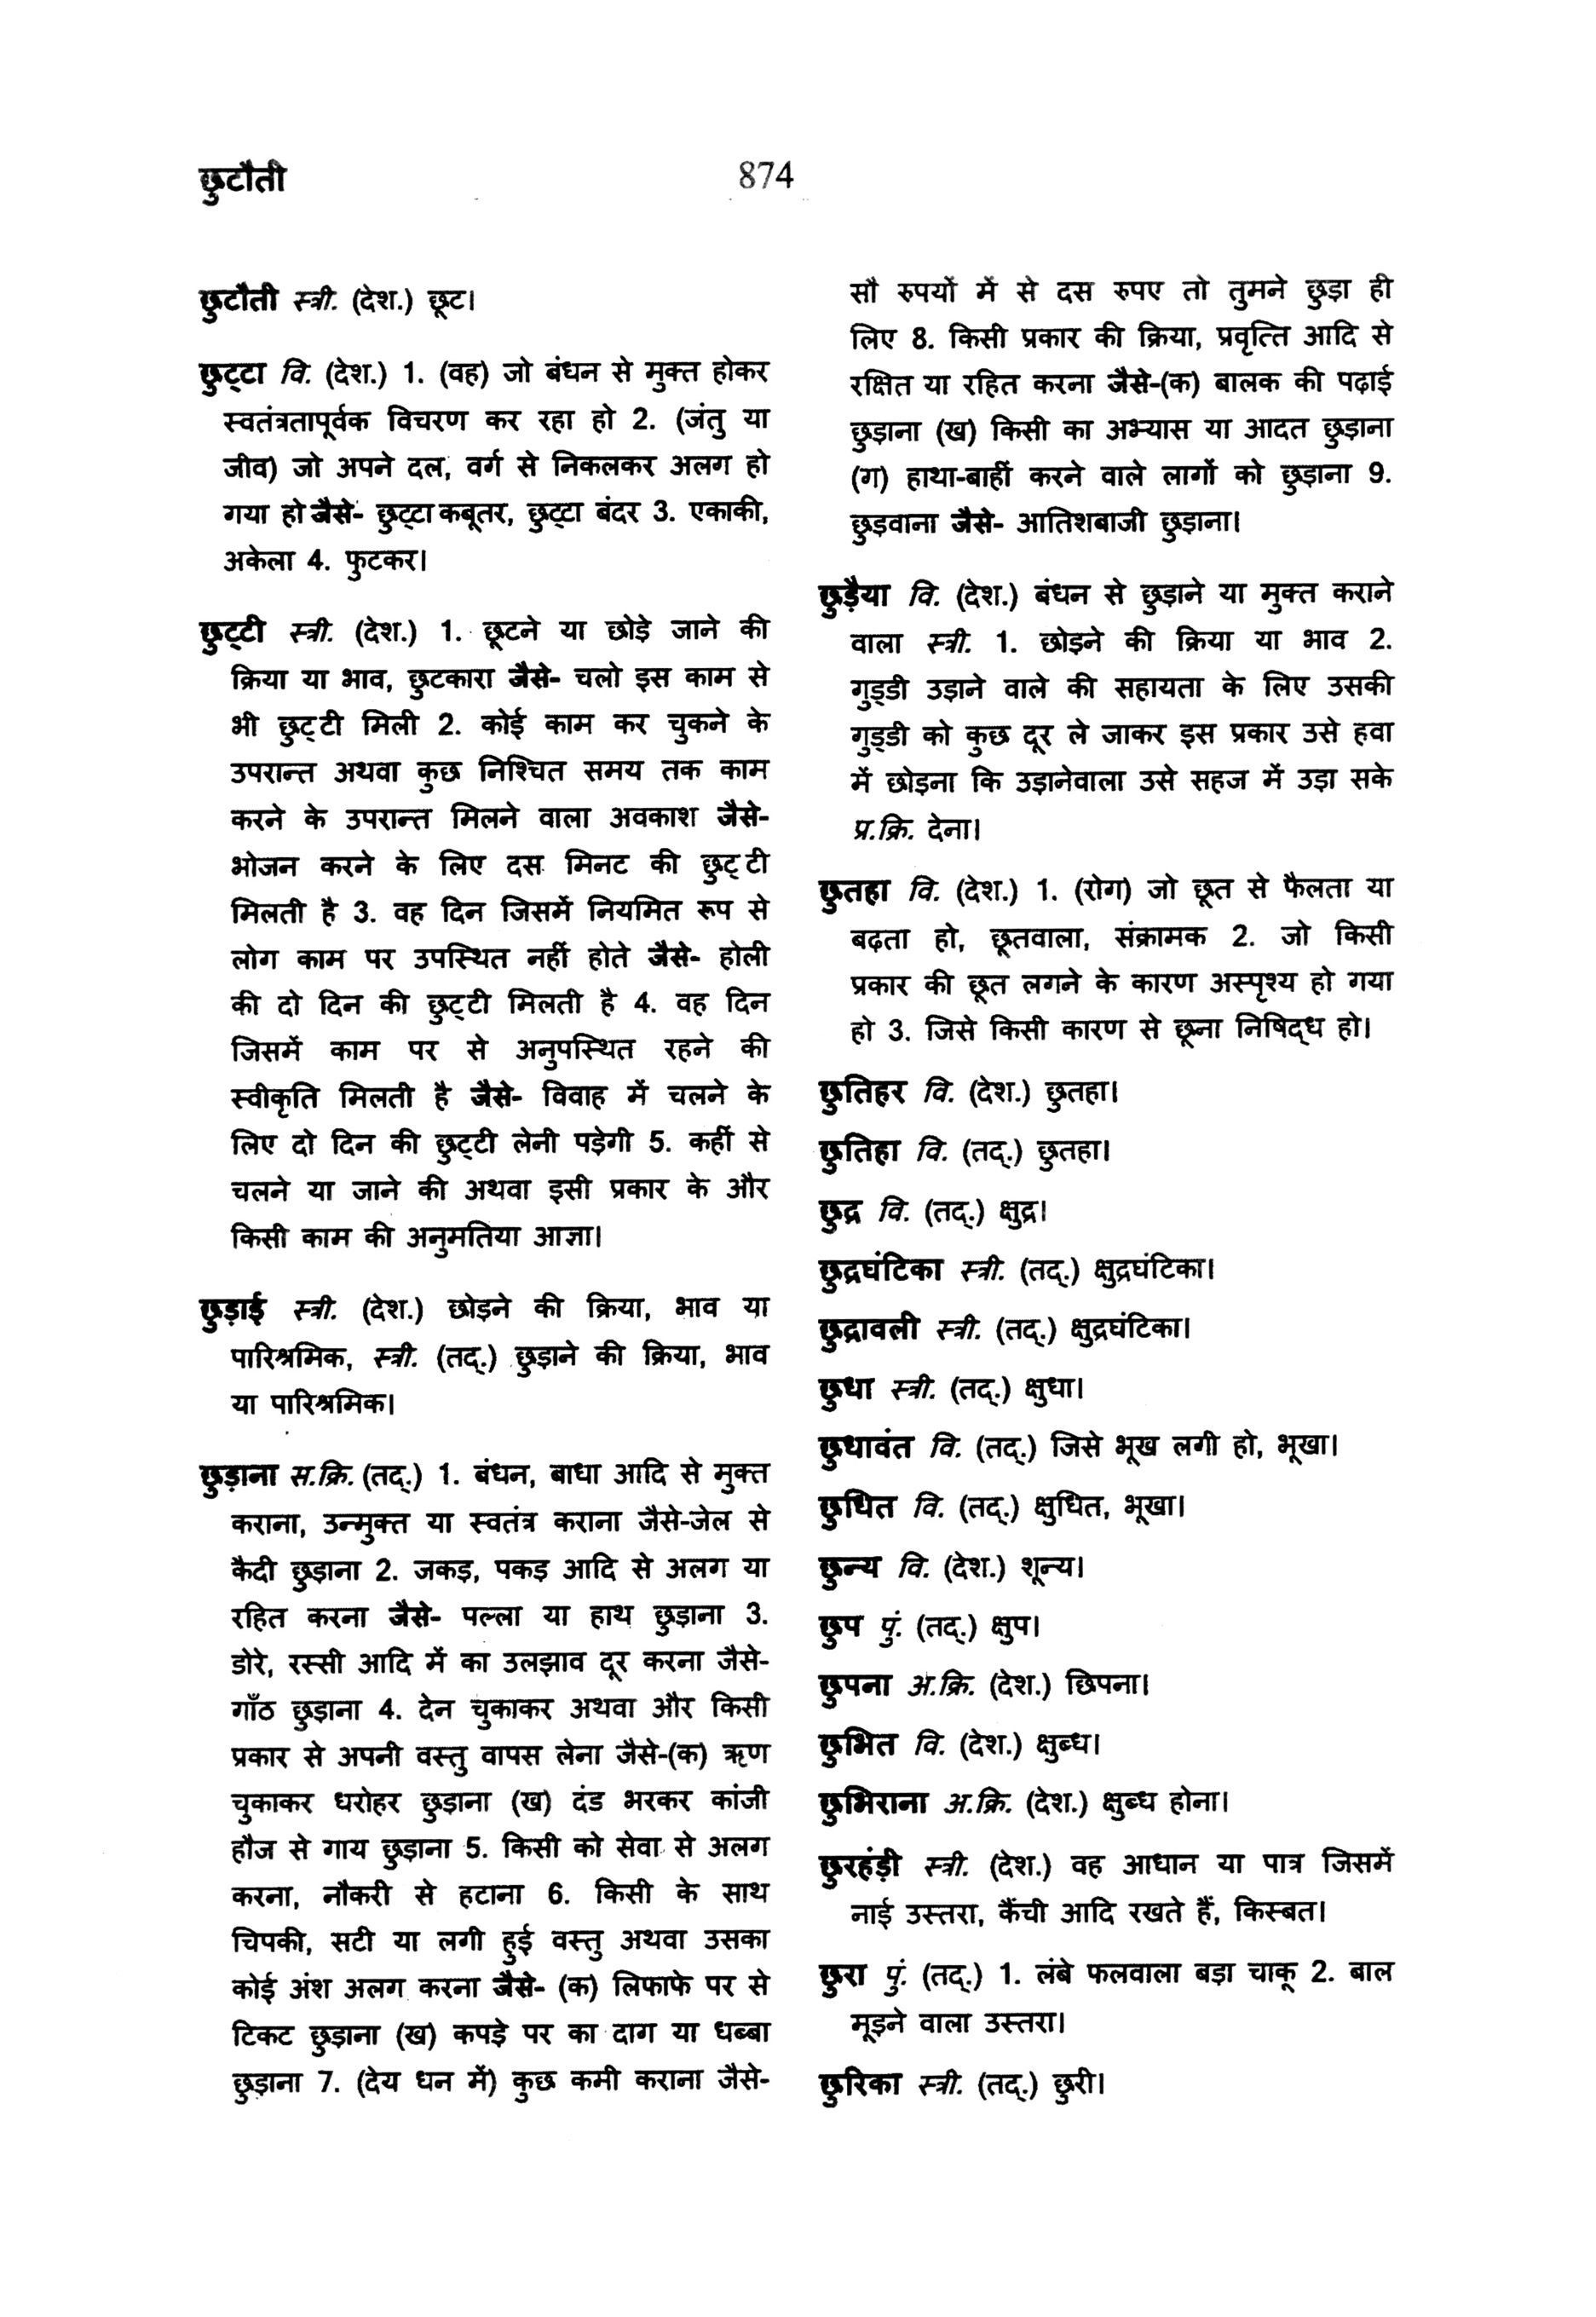 छुटौती
874
छुटौती स्त्री. (देश.) छूट।
छुट्टा वि. (देश.) 1. (वह) जो बंधन से मुक्त होकर
स्वतंत्रतापूर्वक विचरण कर रहा हो 2. (जंतु या
जीव) जो अपने दल, वर्ग से निकलकर अलग हो
गया हो जैसे- छुट्टा कबूतर, छुट्टा बंदर 3. एकाकी,
अकेला 4. फुटकर।
छुट्टी स्त्री. (देश.) 1. छूटने या छोड़े जाने की
क्रिया या भाव, छुटकारा जैसे- चलो इस काम से
भी छुट्टी मिली 2. कोई काम कर चुकने के
उपरान्त अथवा कुछ निश्चित समय तक काम
करने के उपरान्त मिलने वाला अवकाश जैसे-
भोजन करने के लिए दस मिनट की छुट्टी
मिलती है 3. वह दिन जिसमें नियमित रूप से
लोग काम पर उपस्थित नहीं होते जैसे- होली
की दो दिन की छुट्टी मिलती है 4. वह दिन
जिसमें काम पर से अनुपस्थित रहने की
स्वीकृति मिलती है जैसे- विवाह में चलने के
लिए दो दिन की छुट्टी लेनी पड़ेगी 5. कहीं से
चलने या जाने की अथवा इसी प्रकार के और
किसी काम की अनुमतिया आज्ञा।
छुड़ाई स्त्री. (देश.) छोड़ने की क्रिया, भाव या
पारिश्रमिक, स्त्री. (तद्.) छुड़ाने की क्रिया, भाव
या पारिश्रमिक।
छुड़ाना स.क्रि. (तद्.) 1. बंधन, बाधा आदि से मुक्त
कराना, उन्मुक्त या स्वतंत्र कराना जैसे-जेल से
कैदी छुड़ाना 2. जकड़, पकड़ आदि से अलग या
रहित करना जैसे- पल्ला या हाथ छुड़ाना 3.
डोरे, रस्सी आदि में का उलझाव दूर करना जैसे-
गाँठ छुड़ाना 4. देन चुकाकर अथवा और किसी
प्रकार से अपनी वस्तु वापस लेना जैसे-(क) ऋण
चुकाकर धरोहर छुड़ाना (ख) दंड भरकर कांजी
हौज से गाय छुड़ाना 5. किसी को सेवा से अलग
करना, नौकरी से हटाना 6. किसी के साथ
चिपकी, सटी या लगी हुई वस्तु अथवा उसका
कोई अंश अलग करना जैसे- (क) लिफाफे पर से
टिकट छुड़ाना (ख) कपड़े पर का दाग या धब्बा
छुड़ाना 7. (देय धन में) कुछ कमी कराना जैसे-
सौ रुपयों में से दस रुपए तो तुमने छुड़ा ही
लिए 8. किसी प्रकार की क्रिया, प्रवृत्ति आदि से
रक्षित या रहित करना जैसे-(क) बालक की पढ़ाई
छुड़ाना (ख) किसी का अभ्यास या आदत छुड़ाना
(ग) हाथा-बाहीं करने वाले लागों को छुड़ाना 9.
छुड़वाना जैसे- आतिशबाजी छुड़ाना।
छुड़ैया वि. (देश.) बंधन से छुड़ाने या मुक्त कराने
वाला स्त्री. 1. छोड़ने की क्रिया या भाव 2.
गुड्डी उड़ाने वाले की सहायता के लिए उसकी
गुड्डी को कुछ दूर ले जाकर इस प्रकार उसे हवा
में छोड़ना कि उड़ानेवाला उसे सहज में उड़ा सके
प्र.क्रि. देना।
छुतहा वि. (देश.) 1. (रोग) जो छूत से फैलता या
बढ़ता हो, छूतवाला, संक्रामक 2. जो किसी
प्रकार की छूत लगने के कारण अस्पृश्य हो गया
हो 3. जिसे किसी कारण से छूना निषिद्ध हो।
छुतिहर वि. (देश.) छुतहा।
छुतिहा वि. (तद्.) छुतहा।
छुद्र वि. (तद्.) क्षुद्र।
छुद्रघंटिका स्त्री. (तद्.) क्षुद्रघंटिका।
छुद्रावली स्त्री. (तद्.) क्षुद्रघंटिका।
छुधा स्त्री. (तद्.) क्षुधा।
छुधावंत वि. (तद्.) जिसे भूख लगी हो, भूखा।
छुधित वि. (तद्.) क्षुधित, भूखा।
छुन्य वि. (देश.) शून्य।
छुप पुं. (तद्.) क्षुप।
छुपना अ.क्रि. (देश.) छिपना।
छुभित वि. (देश.) क्षुब्ध।
छुभिराना अ.क्रि. (देश.) क्षुब्ध होना।
छुरहंड़ी स्त्री. (देश.) वह आधान या पात्र जिसमें
नाई उस्तरा, कैंची आदि रखते हैं, किस्बत।
छुरा पुं. (तद्.) 1. लंबे फलवाला बड़ा चाकू 2. बाल
मूड़ने वाला उस्तरा।
छुरिका स्त्री. (तद्.) छुरी।